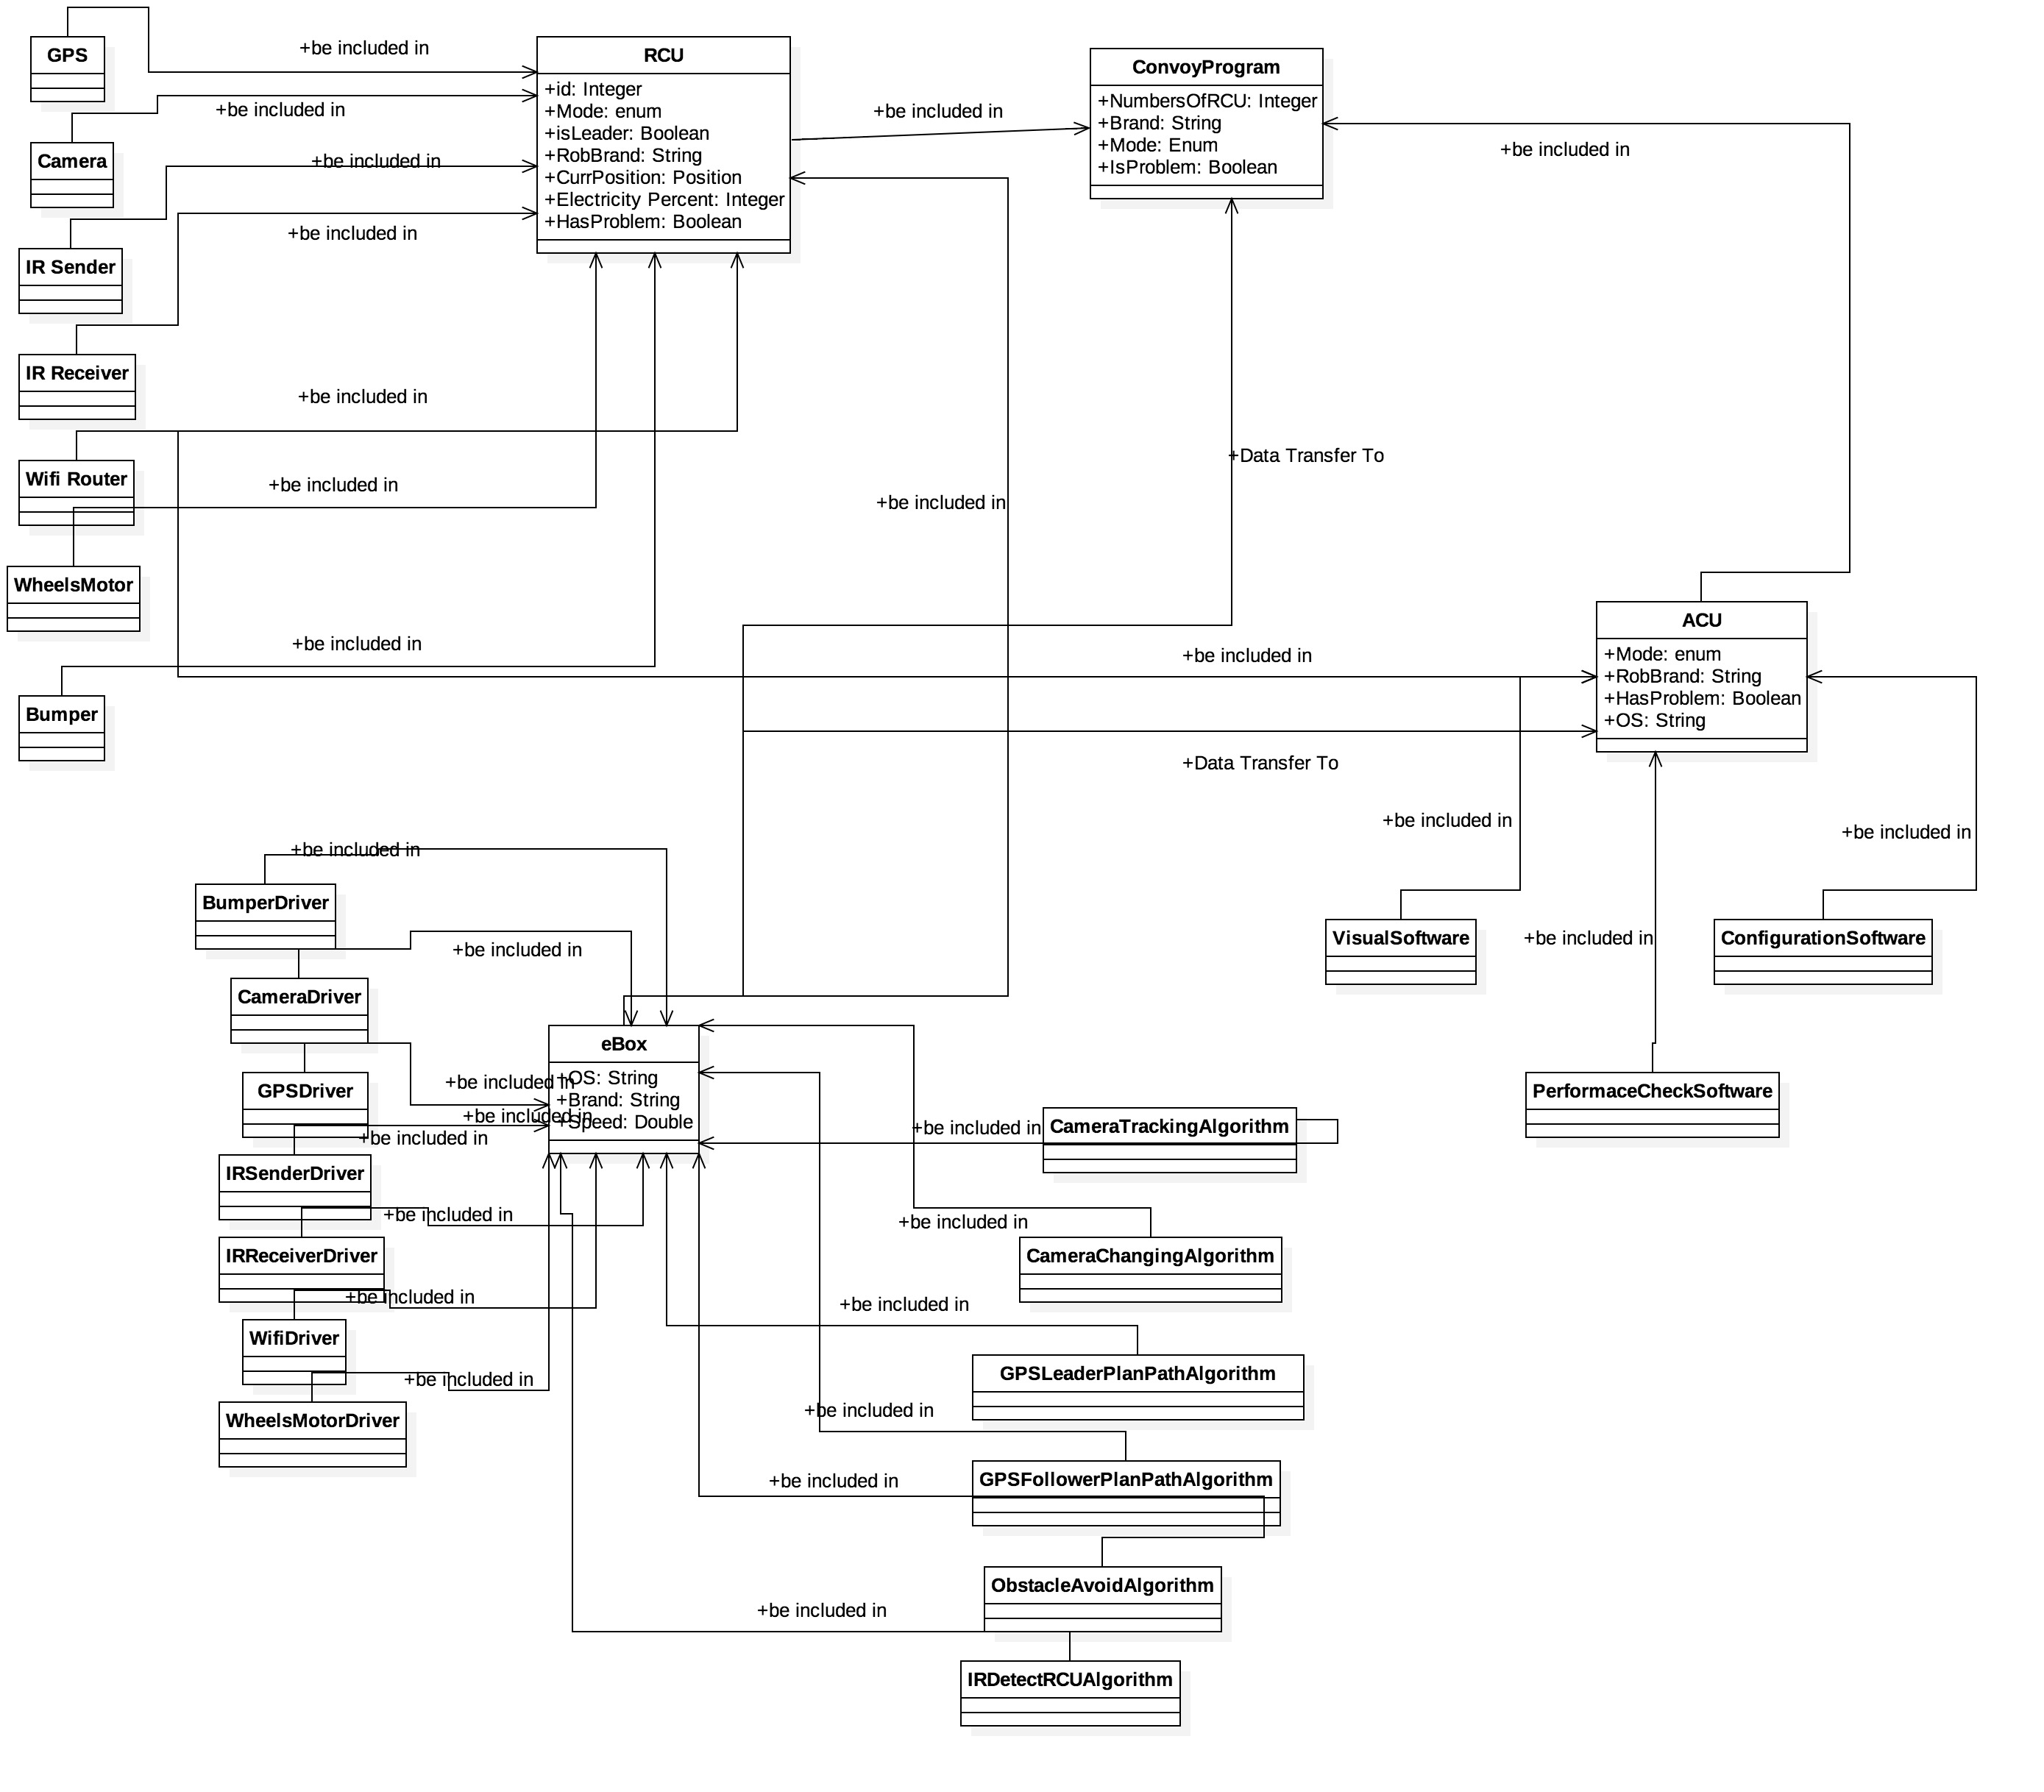 GPS
+be included in
RCU
+id: Integer
+Mode: enum
+isLeader: Boolean
+RobBrand: String
+CurrPosition: Position
+Electricity Percent: Integer
+HasProblem: Boolean
+be included in
ConvoyProgram
+NumbersOfRCU: Integer
+Brand: String
+Mode: Enum
+IsProblem: Boolean
+be included in
+be included in
Camera
+be included in
IR Sender
+be included in
IR Receiver
+be included in
Wifi Router
+be included in
WheelsMotor
+be included in
Bumper
+be included in
+Data Transfer To
+be included in
ACU
+Mode: enum
+RobBrand: String
+HasProblem: Boolean
+OS: String
+be included in
+Data Transfer To
+be included in
+be included in
VisualSoftware
+be included in
ConfigurationSoftware
PerformaceCheckSoftware
+be included in
BumperDriver
+be included in
CameraDriver
eBox
+OS: String
+Brand: String
+Speed: Double
+be included in
GPSDriver
+be included in
+be included in
IRSenderDriver
+be included in
IRReceiverDriver
+be included in
WifiDriver
+be included in
WheelsMotorDriver
+be included in
CameraTrackingAlgorithm
+be included in
CameraChangingAlgorithm
+be included in
GPSLeaderPlanPathAlgorithm
+be included in
GPSFollowerPlanPathAlgorithm
+be included in
ObstacleAvoidAlgorithm
+be included in
IRDetectRCUAlgorithm